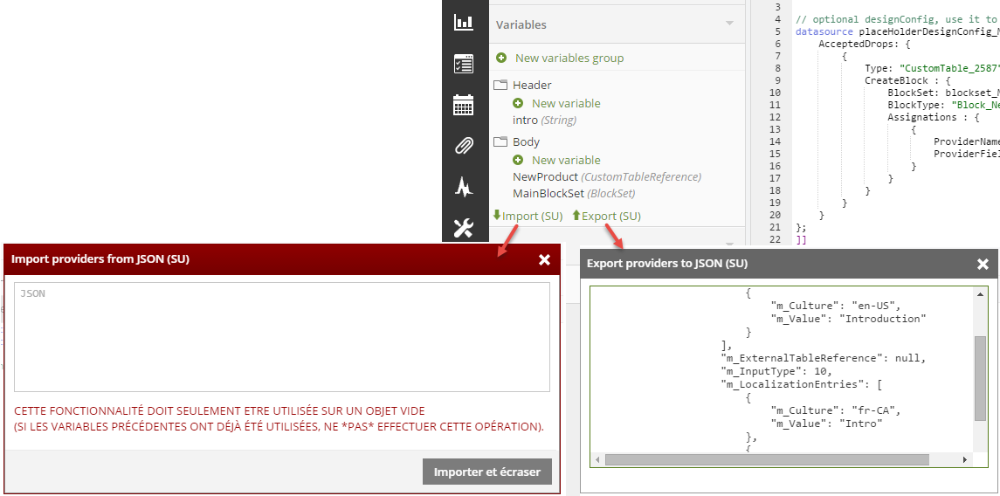 Variables
New variables group
Header
New variable
intro (String)
Body
New variable
NewProduct (CustomTableReference)
MainBlockSet (BlockSet)
Import (SU) Export (SU)
3
4 // optional designConfig, use it to
5 datasource placeHolderDesignConfig_
6 AcceptedDrops: {
7 {
8 Type: "CustomTable_2587"
9 CreateBlock : {
10 BlockSet: blockset_
11 BlockType: "Block_Ne
12 Assignations : {
13 {
14 ProviderName
15 ProviderFiel
16 }
17 }
18 }
19 }
20 }
21 };
22 ]]
Import providers from JSON (SU)
JSON
CETTE FONCTIONNALITÉ DOIT SEULEMENT ETRE UTILISÉE SUR UN OBJET VIDE
(SI LES VARIABLES PRÉCÉDENTES ONT DÉJÀ ÉTÉ UTILISÉES, NE *PAS* EFFECTUER CETTE OPÉRATION).
Importer et écraser
Export providers to JSON (SU)
{
"m_Culture": "en-US",
"m_Value": "Introduction"
}
],
"m_ExternalTableReference": null,
"m_InputType": 10,
"m_LocalizationEntries": [
{
"m_Culture": "fr-CA",
"m_Value": "Intro"
},
{